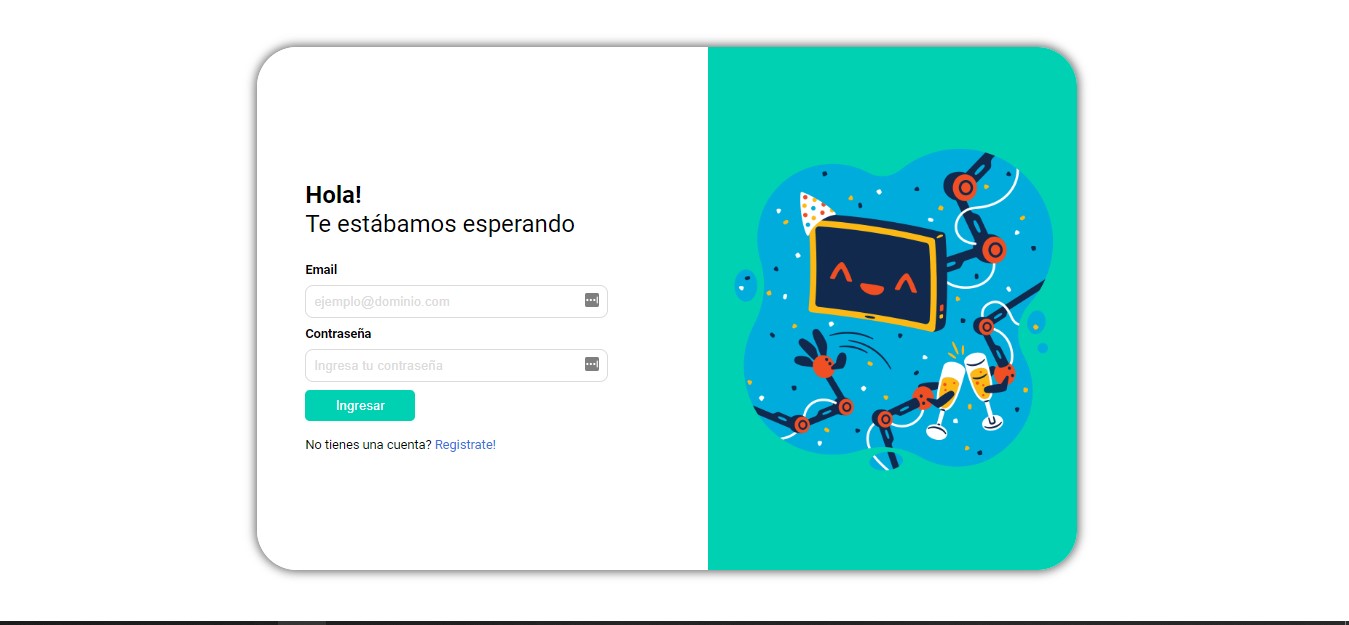 Hola!
Te estábamos esperando
Email
ejemplo@dominio.com
Contraseña
Ingresa tu contraseña
Ingresar
No tienes una cuenta? Registrate!